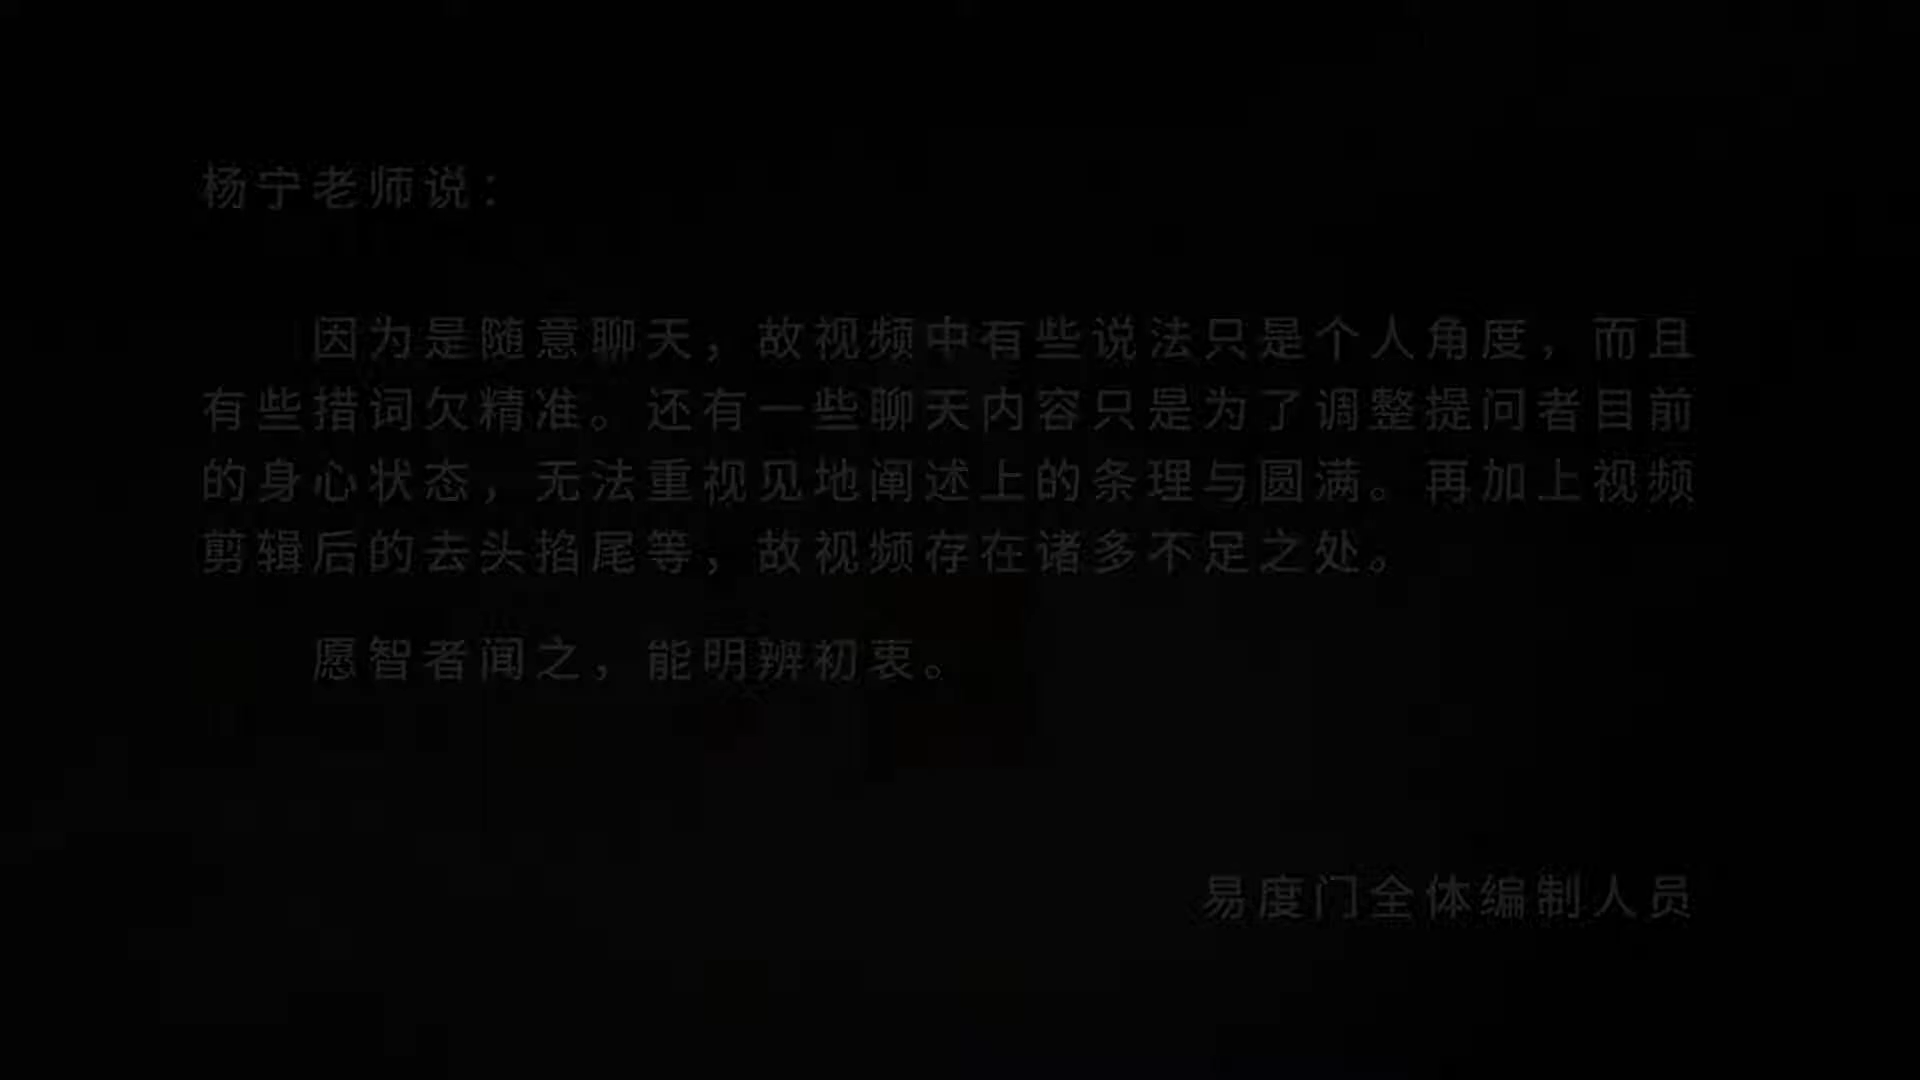 杨宁老师说：
因为是随意聊天，故视频中有些说法只是个人角度，而且
有些措词欠精准。还有一些聊天内容只是为了调整提问者目前
的身心状态，无法重视见地阐述上的条理与圆满。再加上视频
剪辑后的去头掐尾等，故视频存在诸多不足之处。
愿智者闻之，能明辨初衷。
易度门全体编制人员